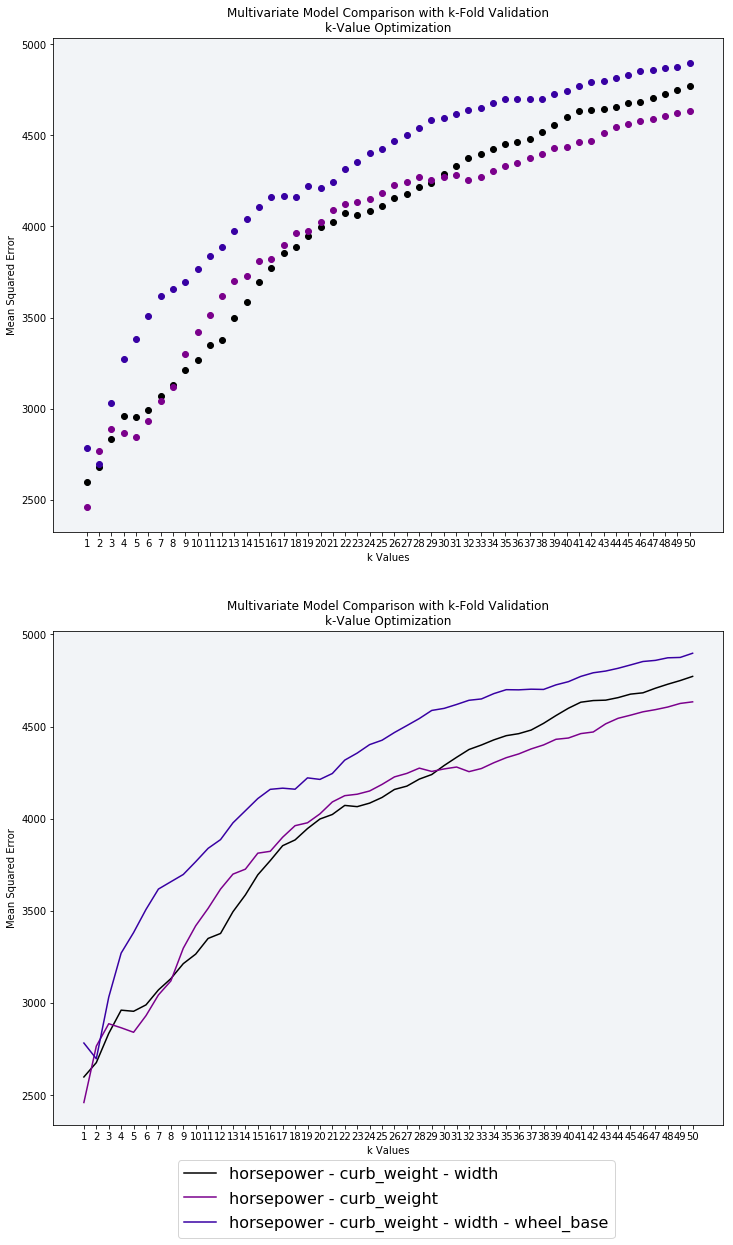 Multivariate Model Comparison with k-Fold Validation
k-Value Optimization
5000
4500
4000
3500
3000
2500
Mean Squared Error
1 2 3 4 5 6 7 8 9 10 11 12 13 14 15 16 17 18 19 20 21 22 23 24 25 26 27 28 29 30 31 32 33 34 35 36 37 38 39 40 41 42 43 44 45 46 47 48 49 50
k Values
Multivariate Model Comparison with k-Fold Validation
k-Value Optimization
5000
4500
4000
3500
3000
2500
Mean Squared Error
1 2 3 4 5 6 7 8 9 10 11 12 13 14 15 16 17 18 19 20 21 22 23 24 25 26 27 28 29 30 31 32 33 34 35 36 37 38 39 40 41 42 43 44 45 46 47 48 49 50
k Values
horsepower - curb_weight - width
horsepower - curb_weight
horsepower - curb_weight - width - wheel_base